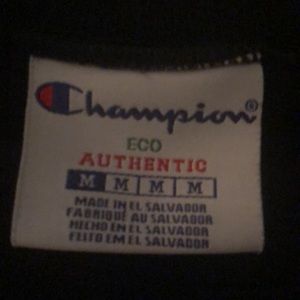 Champion®
ECO
AUTHENTIC
M M M M
MADE IN EL SALVADOR
FABRIQUÉ AU SALVADOR
HECHO EN EL SALVADOR
FEITO EM EL SALVADOR